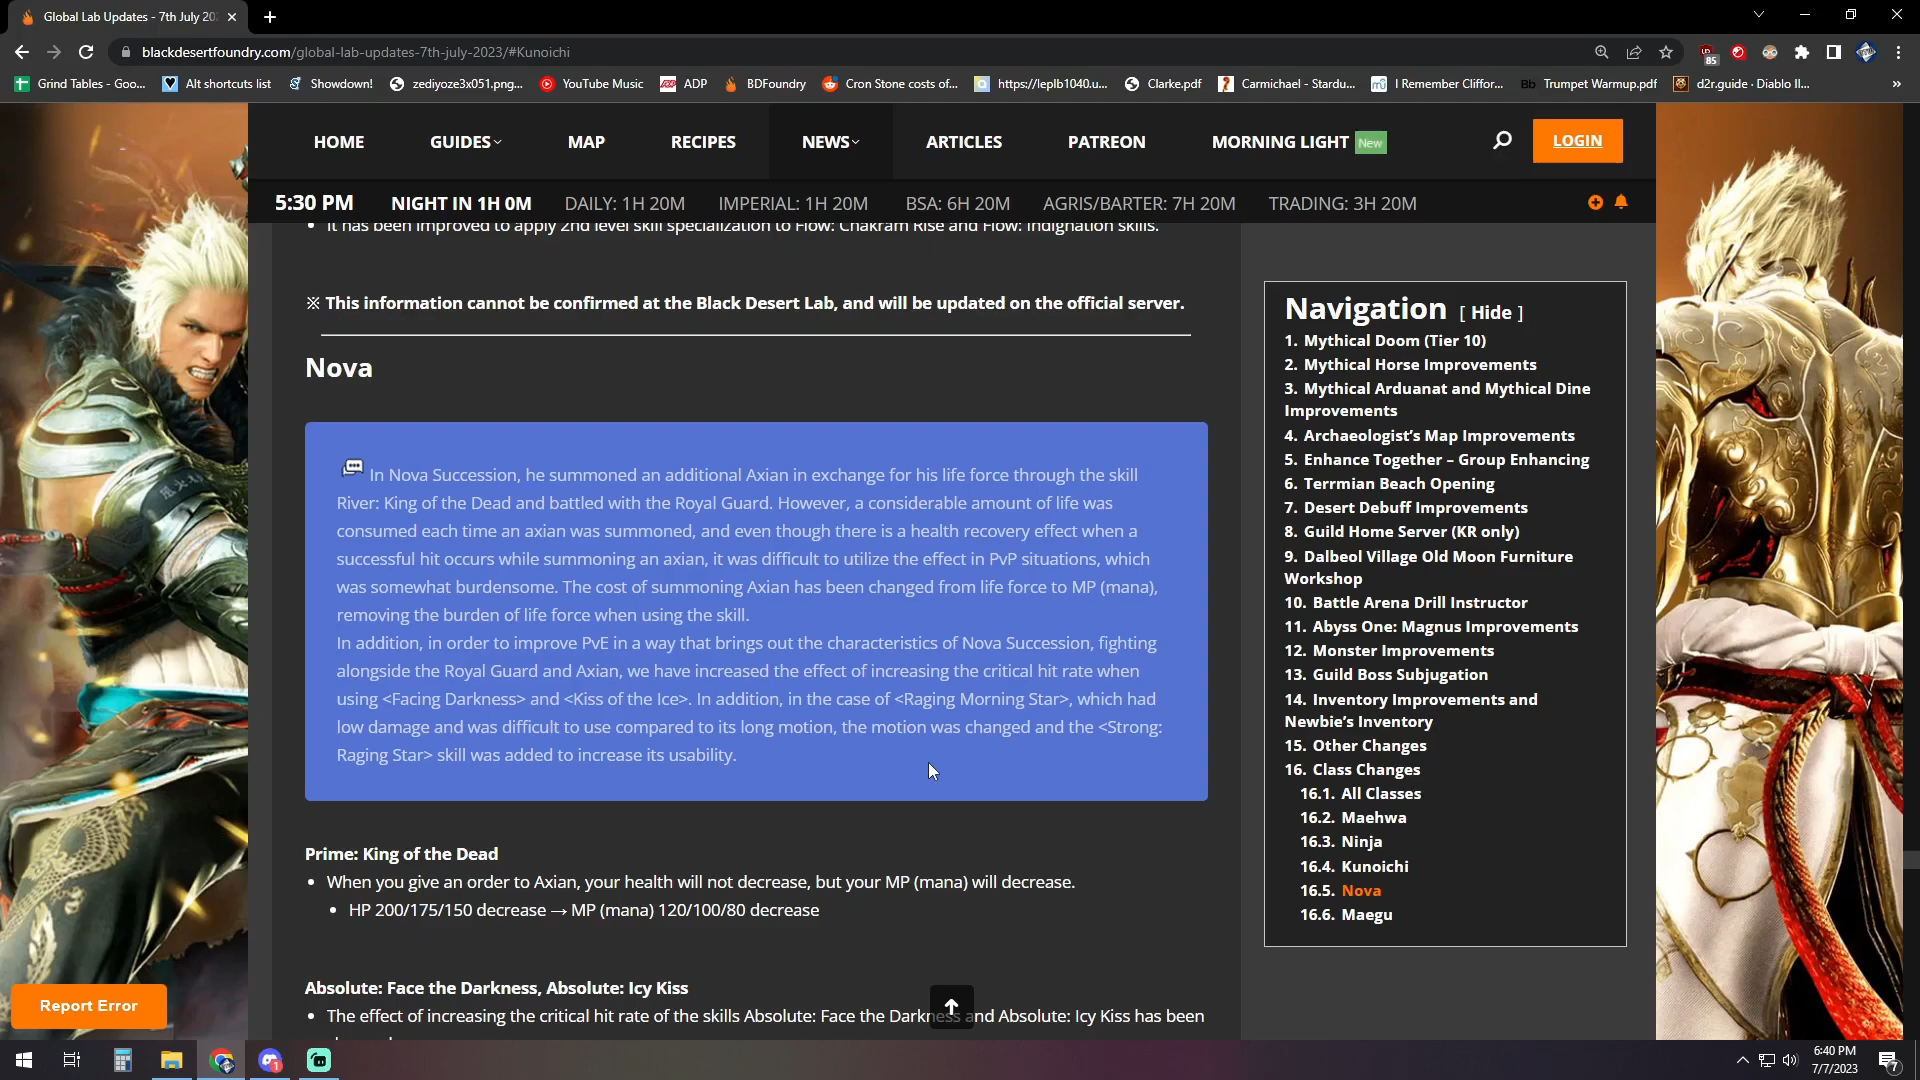 Global Lab Updates - 7th July 20
blackdesertfoundry.com/global-lab-updates-7th-july-2023/#Kunoichi
85
Grind Tables - Goo...
Alt shortcuts list
Showdown!
zediyoze3x051.png...
YouTube Music
ADP
BDFoundry
Cron Stone costs of...
https://leplb1040.u...
Clarke.pdf
Carmichael - Stardu...
I Remember Cliffor...
Bb Trumpet Warmup.pdf
d2r.guide · Diablo II...
»
HOME
GUIDES
MAP
RECIPES
NEWS
ARTICLES
PATREON
MORNING LIGHT New
LOGIN
5:30 PM
NIGHT IN 1H 0M
DAILY: 1H 20M
IMPERIAL: 1H 20M
BSA: 6H 20M
AGRIS/BARTER: 7H 20M
TRADING: 3H 20M
• It has been improved to apply 2nd level skill specialization to Flow: Chakram Rise and Flow: Indignation skills.
※ This information cannot be confirmed at the Black Desert Lab, and will be updated on the official server.
Nova
In Nova Succession, he summoned an additional Axian in exchange for his life force through the skill
River: King of the Dead and battled with the Royal Guard. However, a considerable amount of life was
consumed each time an axian was summoned, and even though there is a health recovery effect when a
successful hit occurs while summoning an axian, it was difficult to utilize the effect in PvP situations, which
was somewhat burdensome. The cost of summoning Axian has been changed from life force to MP (mana),
removing the burden of life force when using the skill.
In addition, in order to improve PvE in a way that brings out the characteristics of Nova Succession, fighting
alongside the Royal Guard and Axian, we have increased the effect of increasing the critical hit rate when
using <Facing Darkness> and <Kiss of the Ice>. In addition, in the case of <Raging Morning Star>, which had
low damage and was difficult to use compared to its long motion, the motion was changed and the <Strong:
Raging Star> skill was added to increase its usability.
Prime: King of the Dead
• When you give an order to Axian, your health will not decrease, but your MP (mana) will decrease.
• HP 200/175/150 decrease → MP (mana) 120/100/80 decrease
Absolute: Face the Darkness, Absolute: Icy Kiss
• The effect of increasing the critical hit rate of the skills Absolute: Face the Darkness and Absolute: Icy Kiss has been
Navigation [ Hide ]
1. Mythical Doom (Tier 10)
2. Mythical Horse Improvements
3. Mythical Arduanat and Mythical Dine
Improvements
4. Archaeologist's Map Improvements
5. Enhance Together – Group Enhancing
6. Terrmian Beach Opening
7. Desert Debuff Improvements
8. Guild Home Server (KR only)
9. Dalbeol Village Old Moon Furniture
Workshop
10. Battle Arena Drill Instructor
11. Abyss One: Magnus Improvements
12. Monster Improvements
13. Guild Boss Subjugation
14. Inventory Improvements and
Newbie's Inventory
15. Other Changes
16. Class Changes
16.1. All Classes
16.2. Maehwa
16.3. Ninja
16.4. Kunoichi
16.5. Nova
16.6. Maegu
Report Error
1
6:40 PM
7/7/2023
7